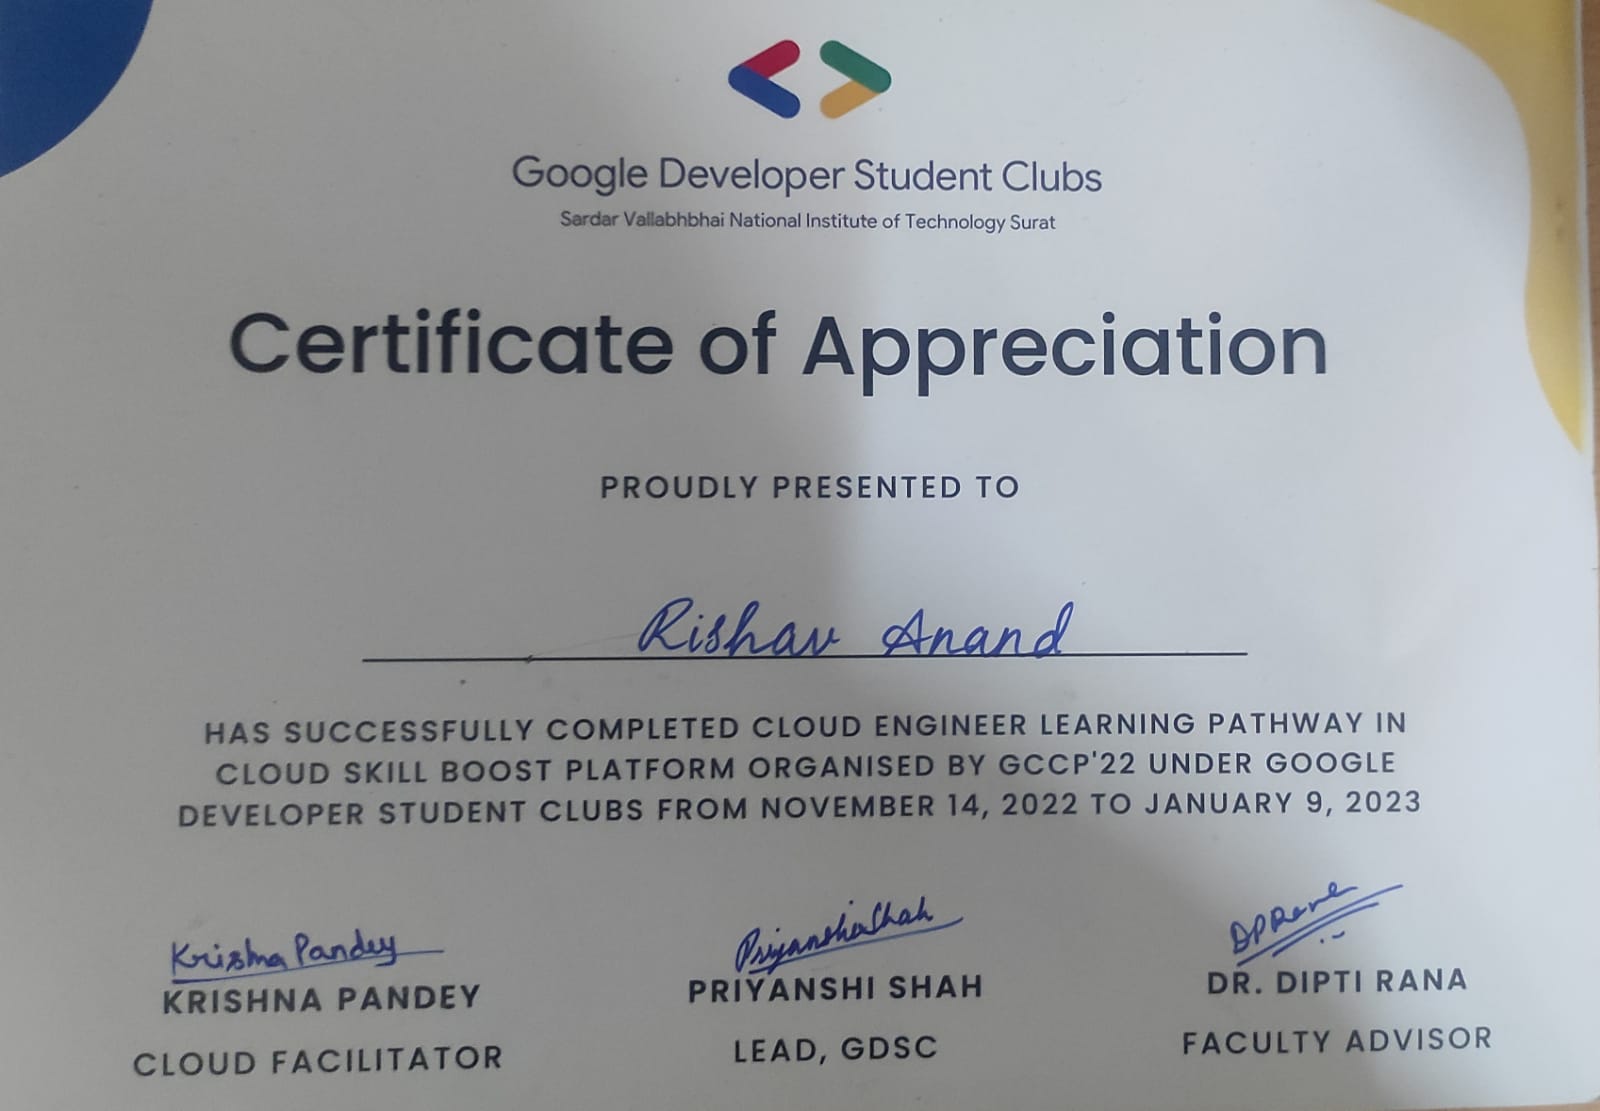 Google Developer Student Clubs
Sardar Vallabhbhai National Institute of Technology Surat
Certificate of Appreciation
PROUDLY PRESENTED TO
Rishav Anand
HAS SUCCESSFULLY COMPLETED CLOUD ENGINEER LEARNING PATHWAY IN
CLOUD SKILL BOOST PLATFORM ORGANISED BY GCCP'22 UNDER GOOGLE
DEVELOPER STUDENT CLUBS FROM NOVEMBER 14, 2022 TO JANUARY 9, 2023
Krishna Pandey PriyanshiShah DPRana
KRISHNA PANDEY PRIYANSHI SHAH DR. DIPTI RANA
CLOUD FACILITATOR LEAD, GDSC FACULTY ADVISOR